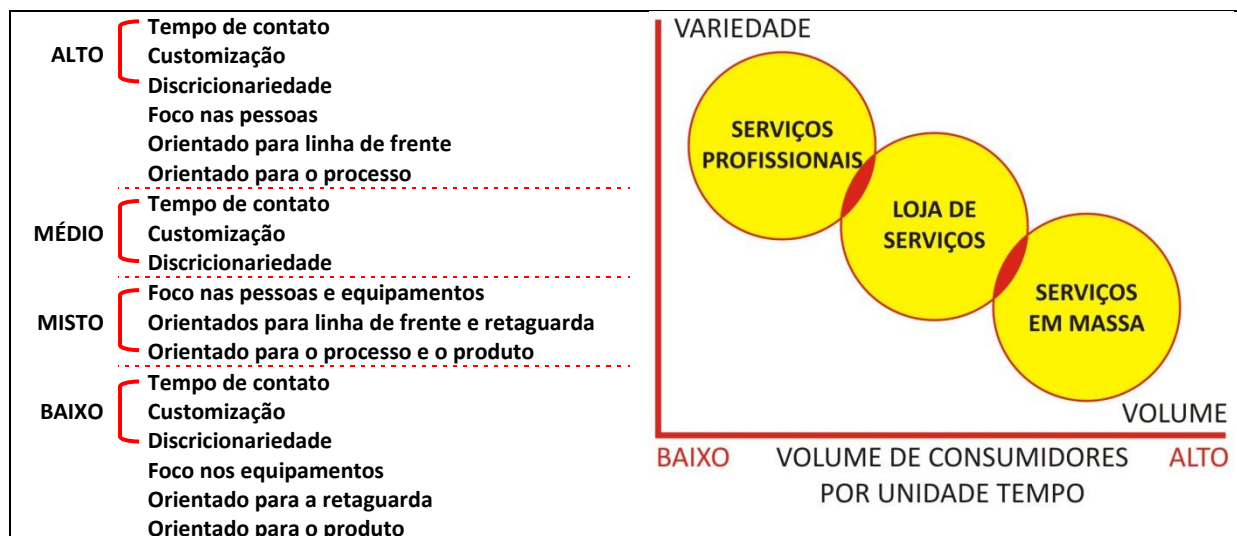 ALTO
Tempo de contato
Customização
Discricionariedade
Foco nas pessoas
Orientado para linha de frente
Orientado para o processo
MÉDIO
Tempo de contato
Customização
Discricionariedade
MISTO
Foco nas pessoas e equipamentos
Orientados para linha de frente e retaguarda
Orientado para o processo e o produto
BAIXO
Tempo de contato
Customização
Discricionariedade
Foco nos equipamentos
Orientado para a retaguarda
Orientado para o produto
VARIEDADE
SERVIÇOS
PROFISSIONAIS
LOJA DE
SERVIÇOS
SERVIÇOS
EM MASSA
VOLUME
BAIXO VOLUME DE CONSUMIDORES ALTO
POR UNIDADE TEMPO